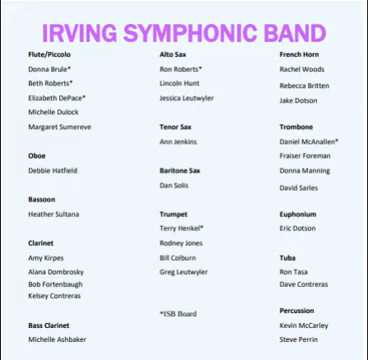 IRVING SYMPHONIC BAND
Flute/Piccolo
Donna Brule*
Beth Roberts*
Elizabeth DePace*
Michelle Dulock
Margaret Sumereve
Oboe
Debbie Hatfield
Bassoon
Heather Sultana
Clarinet
Amy Kirpes
Alana Dombrosky
Bob Fortenbaugh
Kelsey Contreras
Bass Clarinet
Michelle Ashbaker
Alto Sax
Ron Roberts*
Lincoln Hunt
Jessica Leutwyler
Tenor Sax
Ann Jenkins
Baritone Sax
Dan Solis
Trumpet
Terry Henkel*
Rodney Jones
Bill Colburn
Greg Leutwyler
*ISB Board
French Horn
Rachel Woods
Rebecca Britten
Jake Dotson
Trombone
Daniel McAnallen*
Fraiser Foreman
Donna Manning
David Sarles
Euphonium
Eric Dotson
Tuba
Ron Tasa
Dave Contreras
Percussion
Kevin McCarley
Steve Perrin